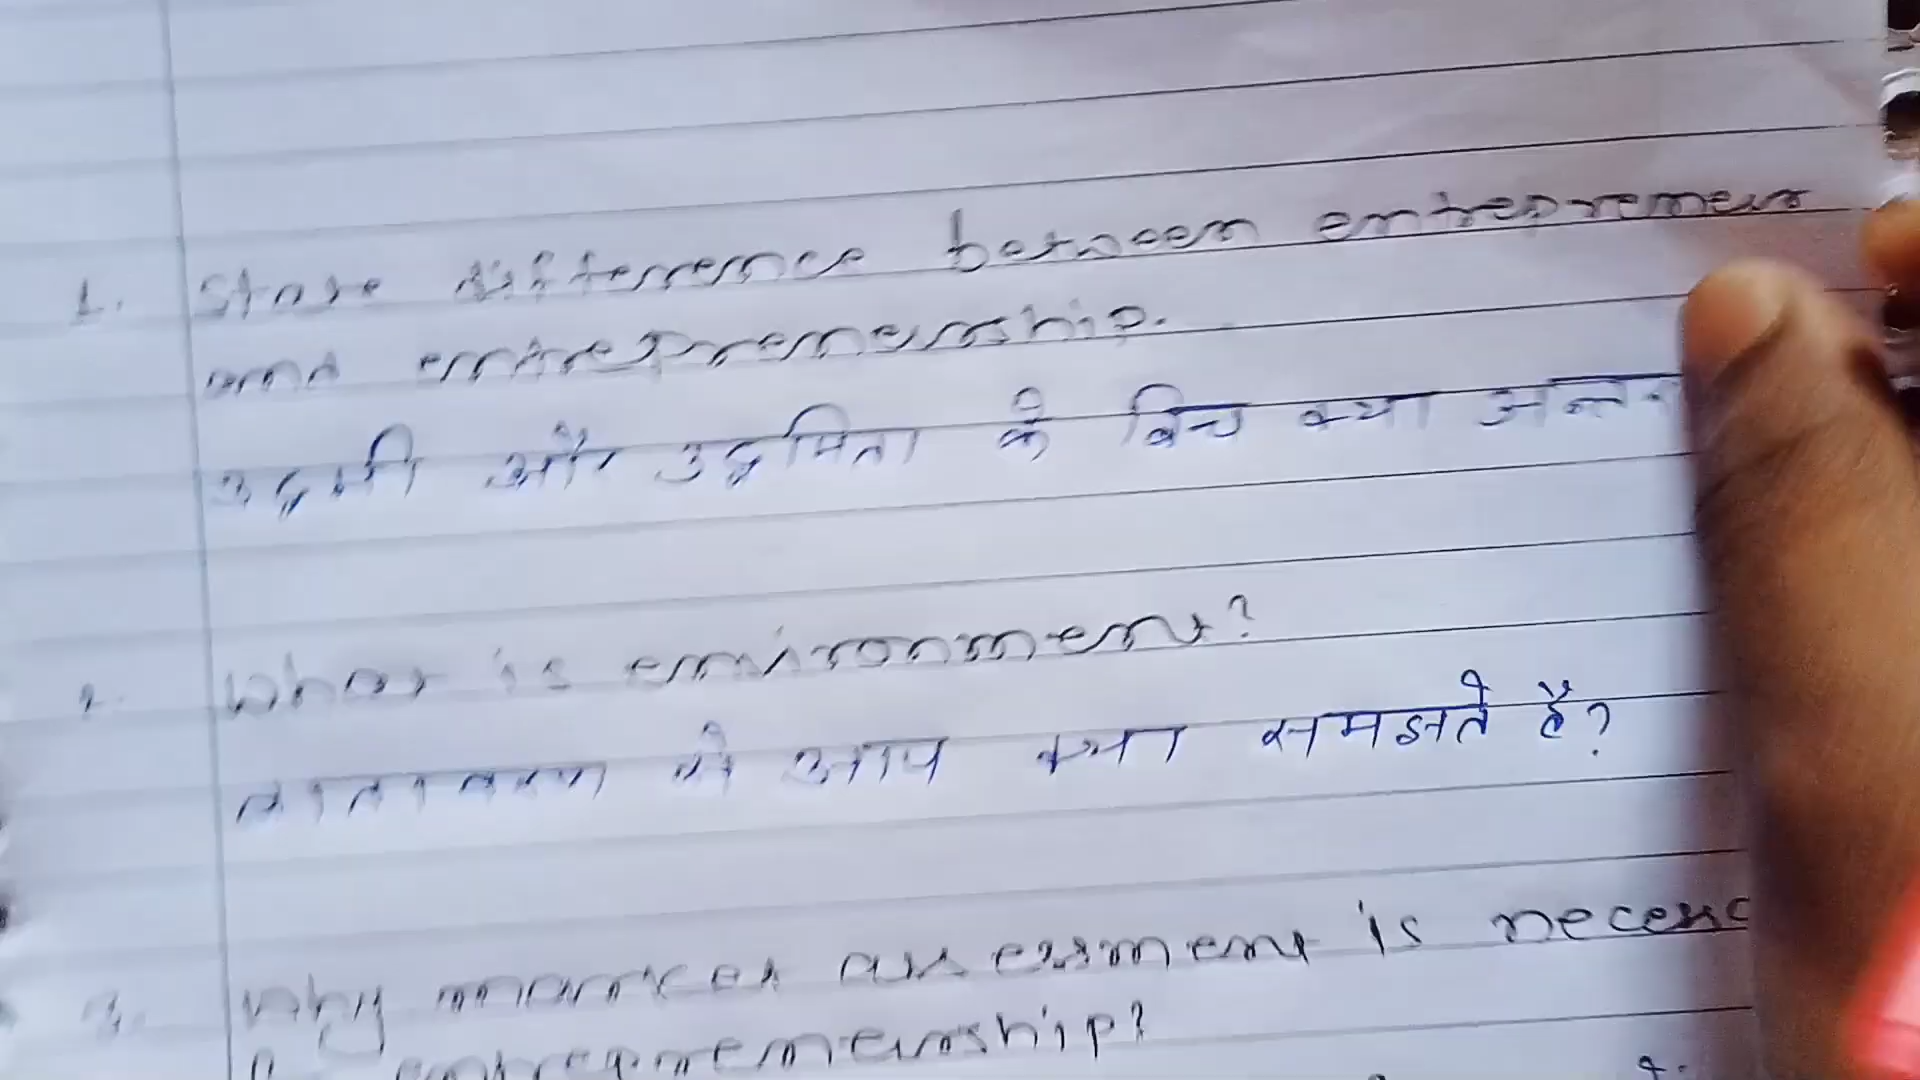 1. State difference between entrepreneur
and entrepreneurship.
उद्यमी और उद्यमिता के बिच क्या
2. What is environment?
वातावरण से आप क्या समझते है?
3. Why market assessment is
entrepreneurship?